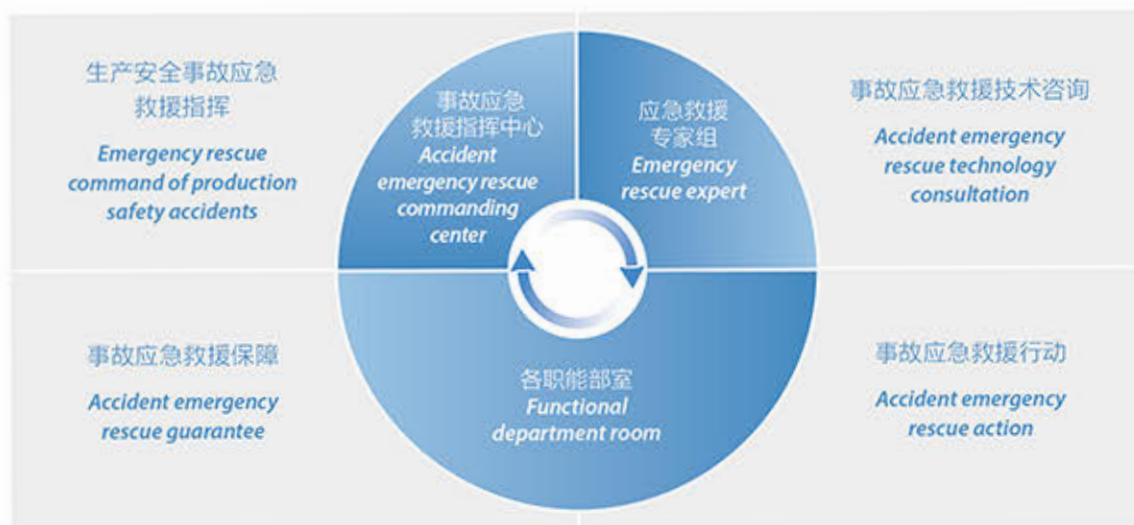 生产安全事故应急
救援指挥
Emergency rescue
command of production
safety accidents
事故应急
救援指挥中心
Accident
emergency rescue
commanding
center
应急救援
专家组
Emergency
rescue expert
事故应急救援技术咨询
Accident emergency
rescue technology
consultation
事故应急救援保障
Accident emergency
rescue guarantee
各职能部室
Functional
department room
事故应急救援行动
Accident emergency
rescue action